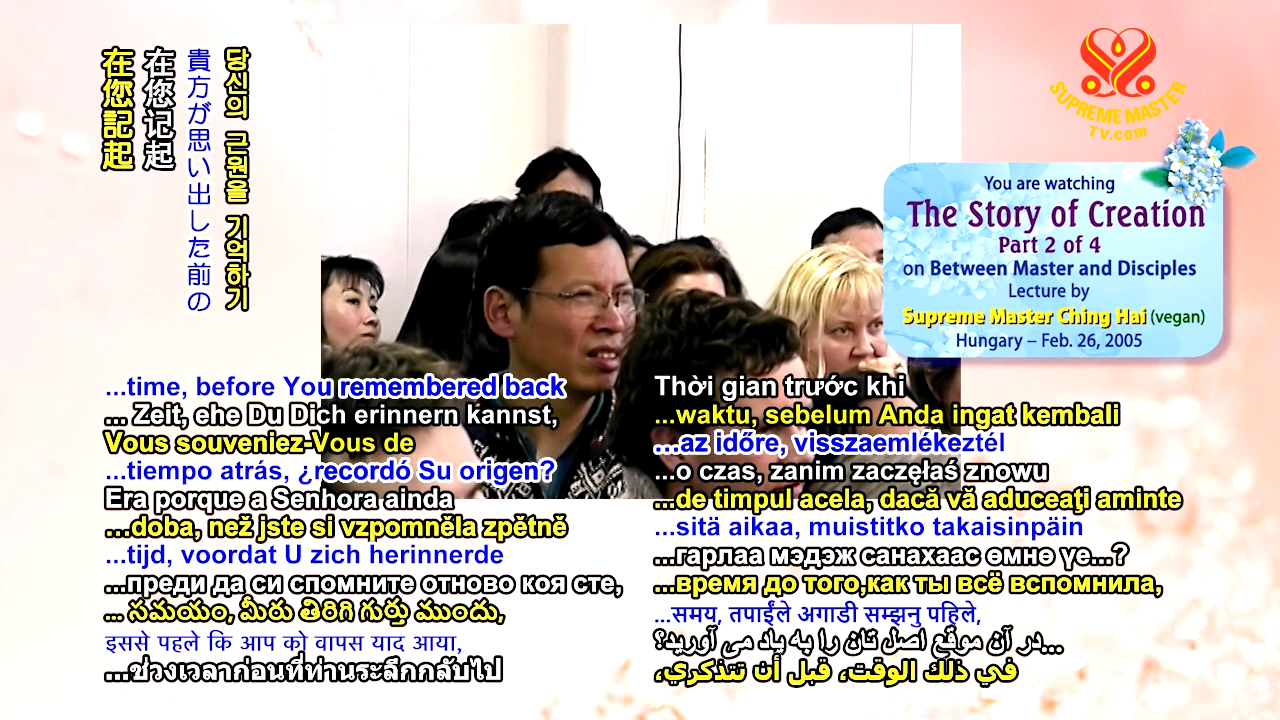 在您記起
在您记起
貴方が思い出した前の
당신의 근원을 기억하기
SUPREME MASTER
TV.com
You are watching
The Story of Creation
Part 2 of 4
on Between Master and Disciples
Lecture by
Supreme Master Ching Hai (vegan)
Hungary – Feb. 26, 2005
...time, before You remembered back
... Zeit, ehe Du Dich erinnern kannst,
Vous souveniez-Vous de
...tiempo atrás, ¿recordó Su origen?
Era porque a Senhora ainda
...doba, než jste si vzpomněla zpětně
...tijd, voordat U zich herinnerde
...преди да си спомните отново коя сте,
... సమయం, మీరు తిరిగి గుర్తు ముందు,
इससे पहले कि आप को वापस याद आया,
...ช่วงเวลาก่อนที่ท่านระลึกกลับไป
Thời gian trước khi
...waktu, sebelum Anda ingat kembali
...az időre, visszaemlékeztél
...o czas, zanim zaczęłaś znowu
...de timpul acela, dacă vă aduceaţi aminte
...sitä aikaa, muistitko takaisinpäin
...гарлаа мэдэж санахаас өмнө үе...?
...время до того,как ты всё вспомнила,
...समय, तपाईंले अगाडी सम्झनु पहिले,
...در آن موقع اصل تان را به یاد می آورید؟
في ذلك الوقت، قبل أن تتذكري،